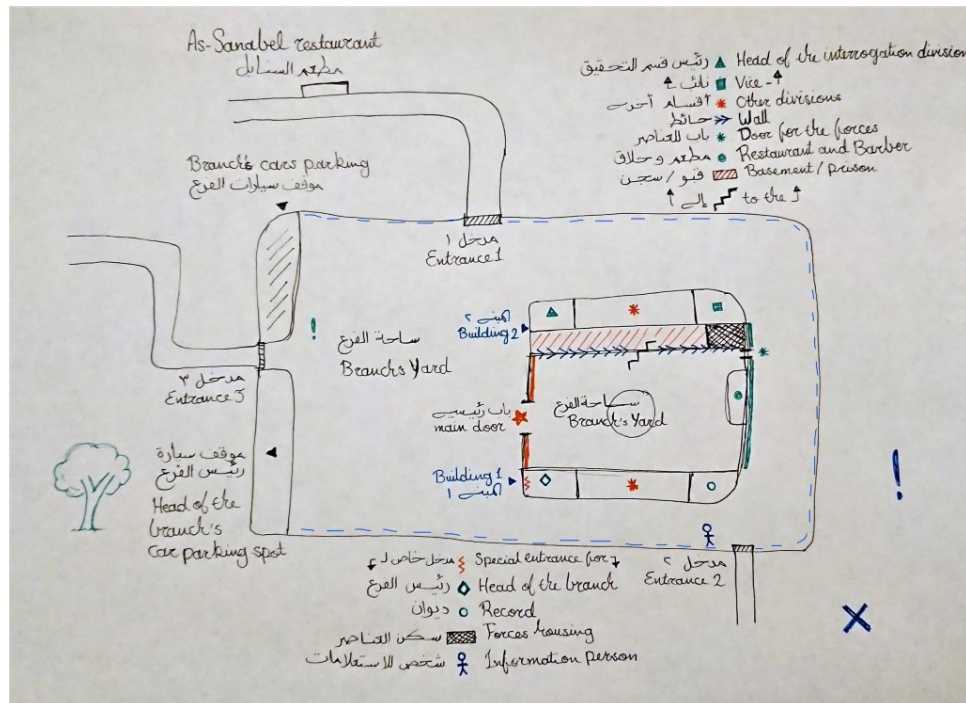 As-Sanabel restaurant
مطعم السنابل
رئيس قسم التحقيق Head of the interrogation division
نائب Vice-
أقسام أخرى Other divisions
حائط Wall
باب للعناصر Door for the forces
مطعم وحلاق Restaurant and Barber
قبو / سجن Basement / prison
إلى to the
Branch's cars parking
موقف سيارات الفرع
مدخل ١
Entrance 1
المبنى ٢
Building 2
ساحة الفرع
Branch's Yard
مدخل ٣
Entrance 3
باب رئيسي
main door
ساحة الفرع
Branch's Yard
موقف سيارة
رئيس الفرع
Head of the
branch's
car parking spot
Building 1
المبنى ١
مدخل ٢
Entrance 2
مدخل خاص لـ Special entrance for
رئيس الفرع Head of the branch
ديوان Record
سكن العناصر Forces housing
شخص للاستعلامات Information person